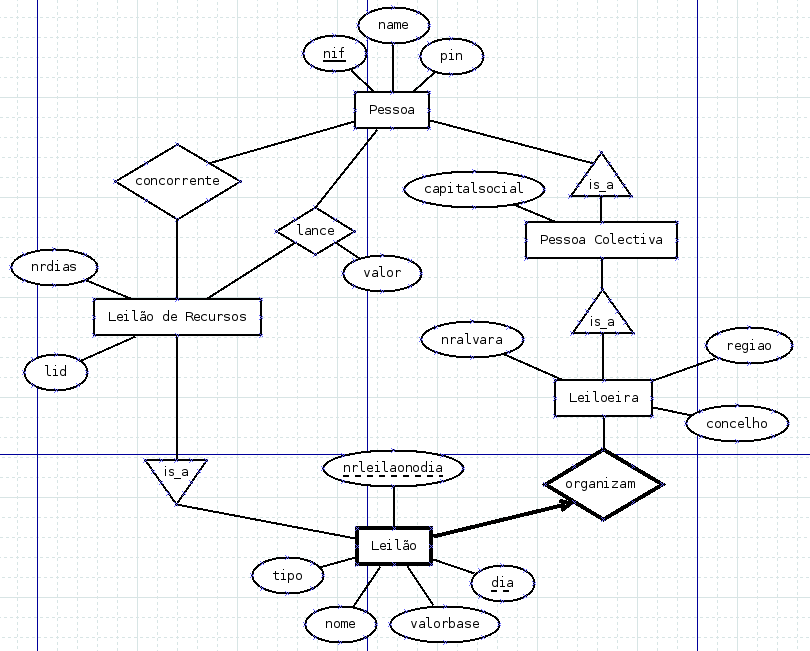 name
nif
pin
Pessoa
concorrente
is_a
capitalsocial
lance
Pessoa Colectiva
nrdias
valor
Leilão de Recursos
is_a
nralvara
regiao
lid
Leiloeira
concelho
is_a
nrleilaonodia
organizam
Leilão
tipo
dia
nome
valorbase